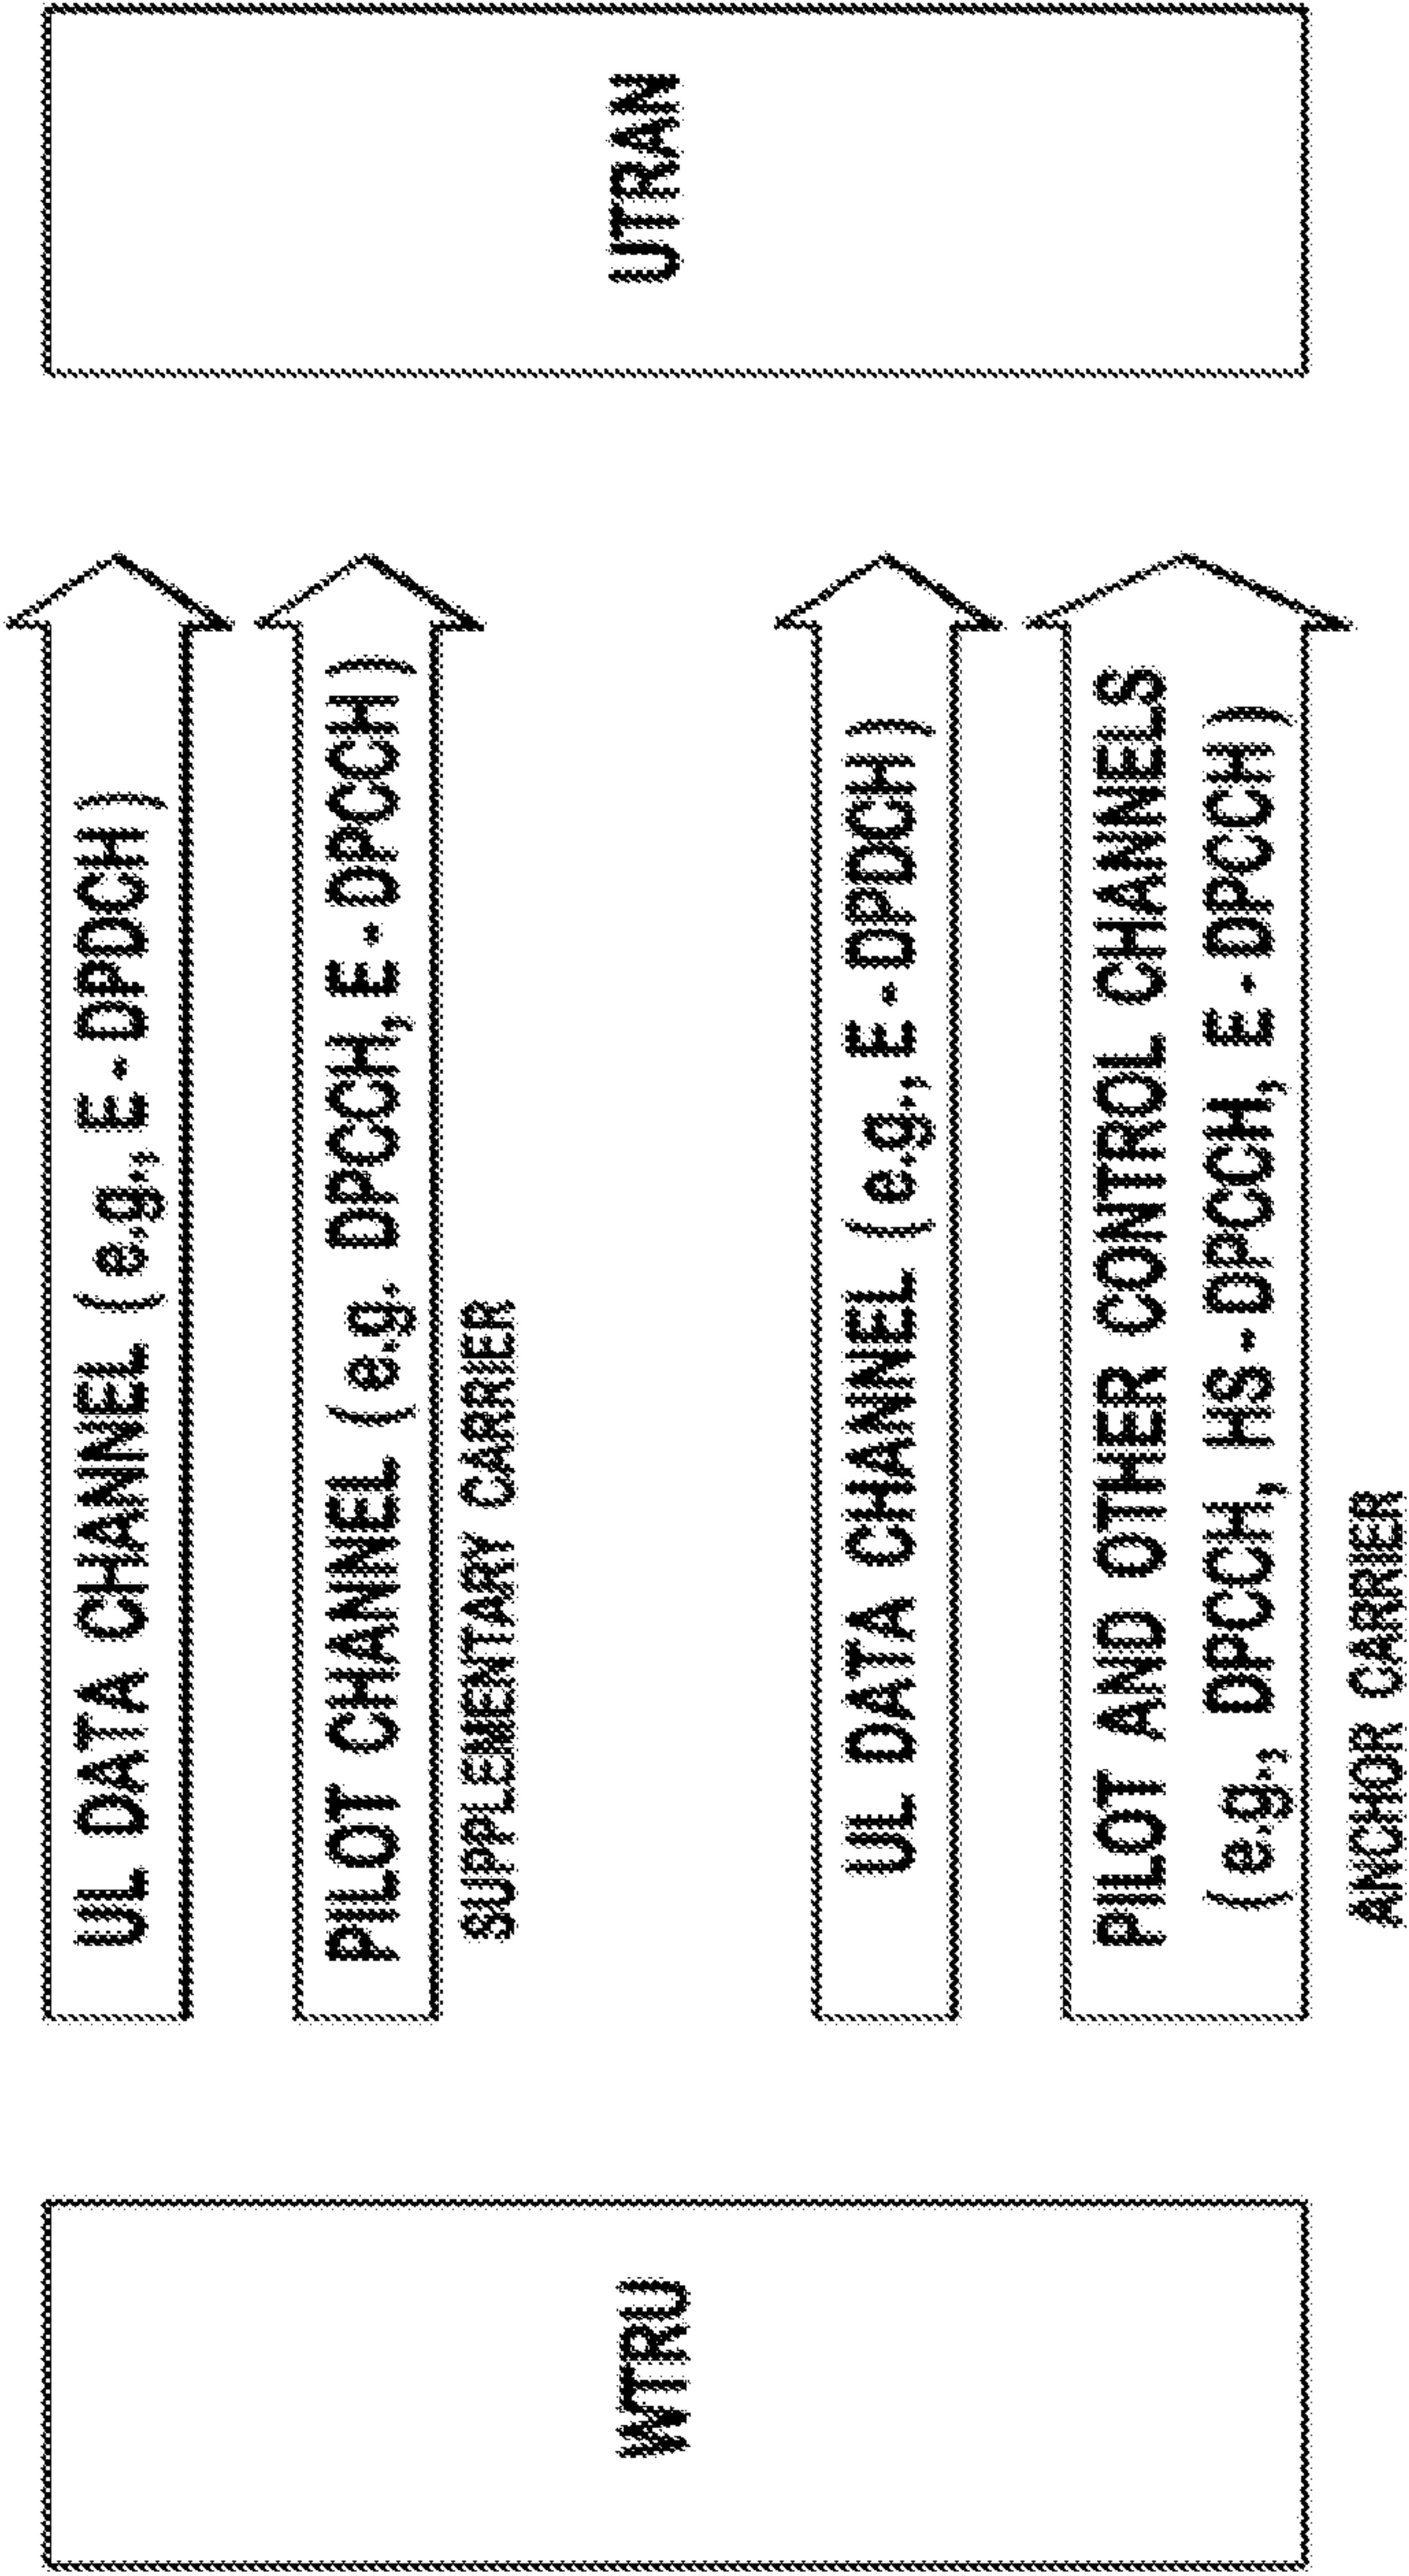 WTRU
UL DATA CHANNEL (e.g., E-DPDCH)
PILOT CHANNEL (e.g. DPCCH, E-DPCCH)
SUPPLEMENTARY CARRIER
UL DATA CHANNEL (e.g., E-DPDCH)
PILOT AND OTHER CONTROL CHANNELS
(e.g., DPCCH, HS-DPCCH, E-DPCCH)
ANCHOR CARRIER
UTRAN